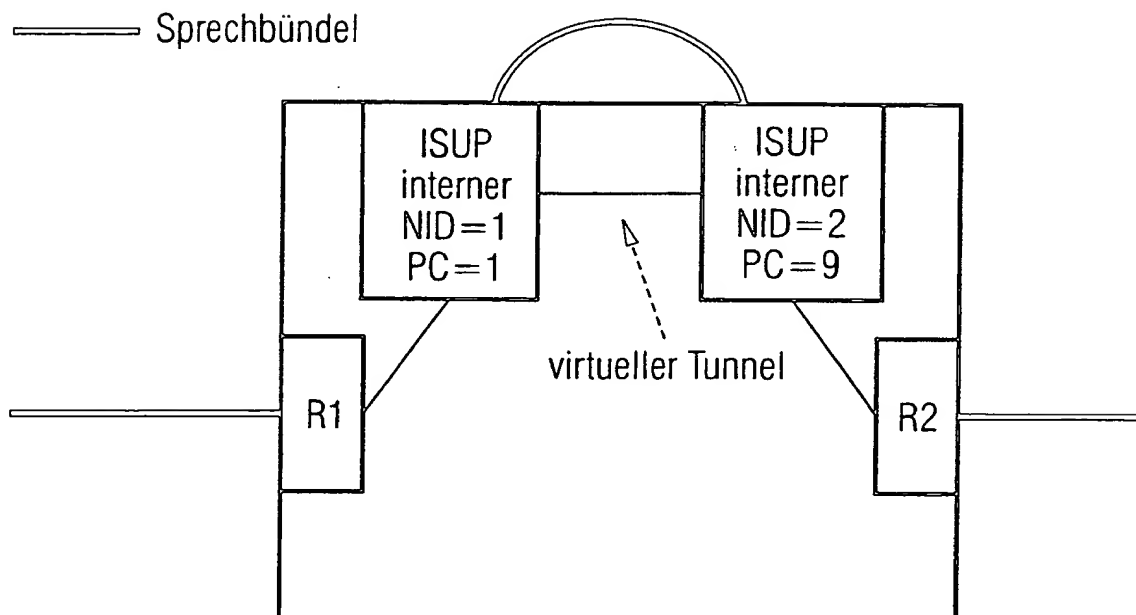 Sprechbündel
ISUP
interner
NID=1
PC=1
ISUP
interner
NID=2
PC=9
virtueller Tunnel
R1
R2